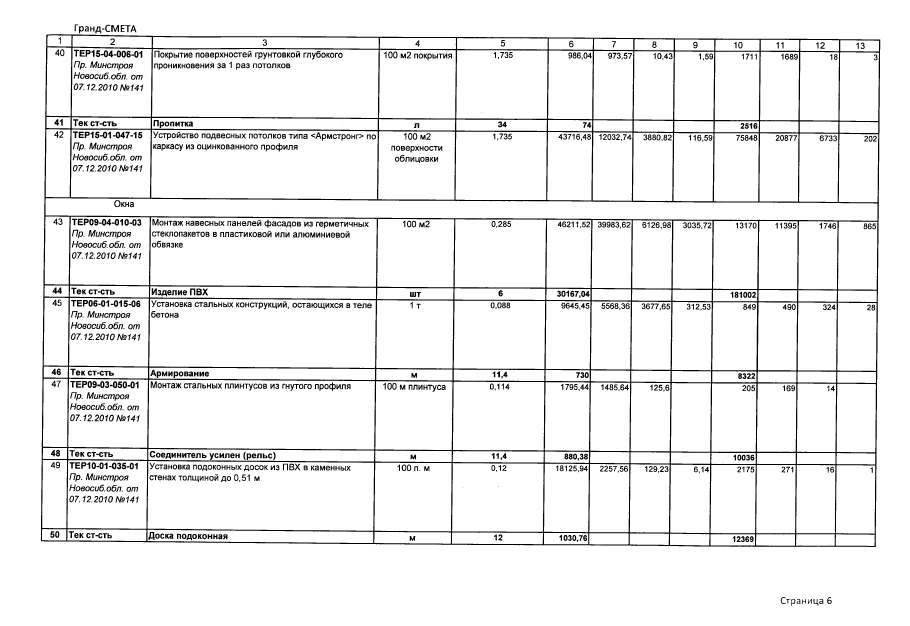 Гранд-СМЕТА
1 2 3 4 5 6 7 8 9 10 11 12 13
40 ТЕР15-04-006-01 Покрытие поверхностей грунтовкой глубокого 100 м2 покрытия 1,735 986,04 973,57 10,43 1,59 1711 1689 18 3
Пр. Минстроя проникновения за 1 раз потолков
Новосиб.обл. от
07.12.2010 №141
41 Тек ст-сть Пропитка л 34 74 2516
42 ТЕР15-01-047-15 Устройство подвесных потолков типа <Армстронг> по 100 м2 1,735 43716,48 12032,74 3880,82 116,59 75848 20877 6733 202
Пр. Минстроя каркасу из оцинкованного профиля поверхности
Новосиб.обл. от облицовки
07.12.2010 №141
Окна
43 ТЕР09-04-010-03 Монтаж навесных панелей фасадов из герметичных 100 м2 0,285 46211,52 39983,62 6126,98 3035,72 13170 11395 1746 865
Пр. Минстроя стеклопакетов в пластиковой или алюминиевой
Новосиб.обл. от обвязке
07.12.2010 №141
44 Тек ст-сть Изделие ПВХ шт 6 30167,04 181002
45 ТЕР06-01-015-06 Установка стальных конструкций, остающихся в теле 1 т 0,088 9645,45 5568,36 3677,65 312,53 849 490 324 28
Пр. Минстроя бетона
Новосиб.обл. от
07.12.2010 №141
46 Тек ст-сть Армирование м 11,4 730 8322
47 ТЕР09-03-050-01 Монтаж стальных плинтусов из гнутого профиля 100 м плинтуса 0,114 1795,44 1485,64 125,6 205 169 14
Пр. Минстроя
Новосиб.обл. от
07.12.2010 №141
48 Тек ст-сть Соединитель усилен (рельс) м 11,4 880,38 10036
49 ТЕР10-01-035-01 Установка подоконных досок из ПВХ в каменных 100 п. м 0,12 18125,94 2257,56 129,23 6,14 2175 271 16 1
Пр. Минстроя стенах толщиной до 0,51 м
Новосиб.обл. от
07.12.2010 №141
50 Тек ст-сть Доска подоконная м 12 1030,76 12369
Страница 6